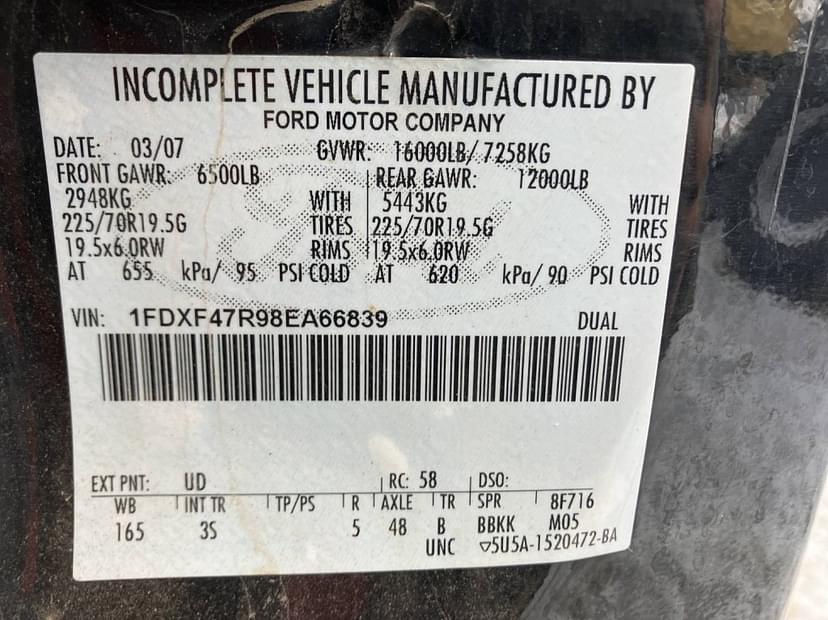 INCOMPLETE VEHICLE MANUFACTURED BY
FORD MOTOR COMPANY
DATE: 03/07 GVWR: 16000LB/ 7258KG
FRONT GAWR: 6500LB REAR GAWR: 12000LB
2948KG WITH 5443KG WITH
225/70R19.5G TIRES 225/70R19.5G TIRES
19.5x6.0RW RIMS 19.5x6.0RW RIMS
AT 655 kPa/ 95 PSI COLD AT 620 kPa/ 90 PSI COLD
VIN: 1FDXF47R98EA66839 DUAL
EXT PNT: UD RC: 58 DSO:
WB INT TR TP/PS R AXLE TR SPR 8F716
165 3S 5 48 B BBKK M05
UNC ▽5U5A-1520472-BA